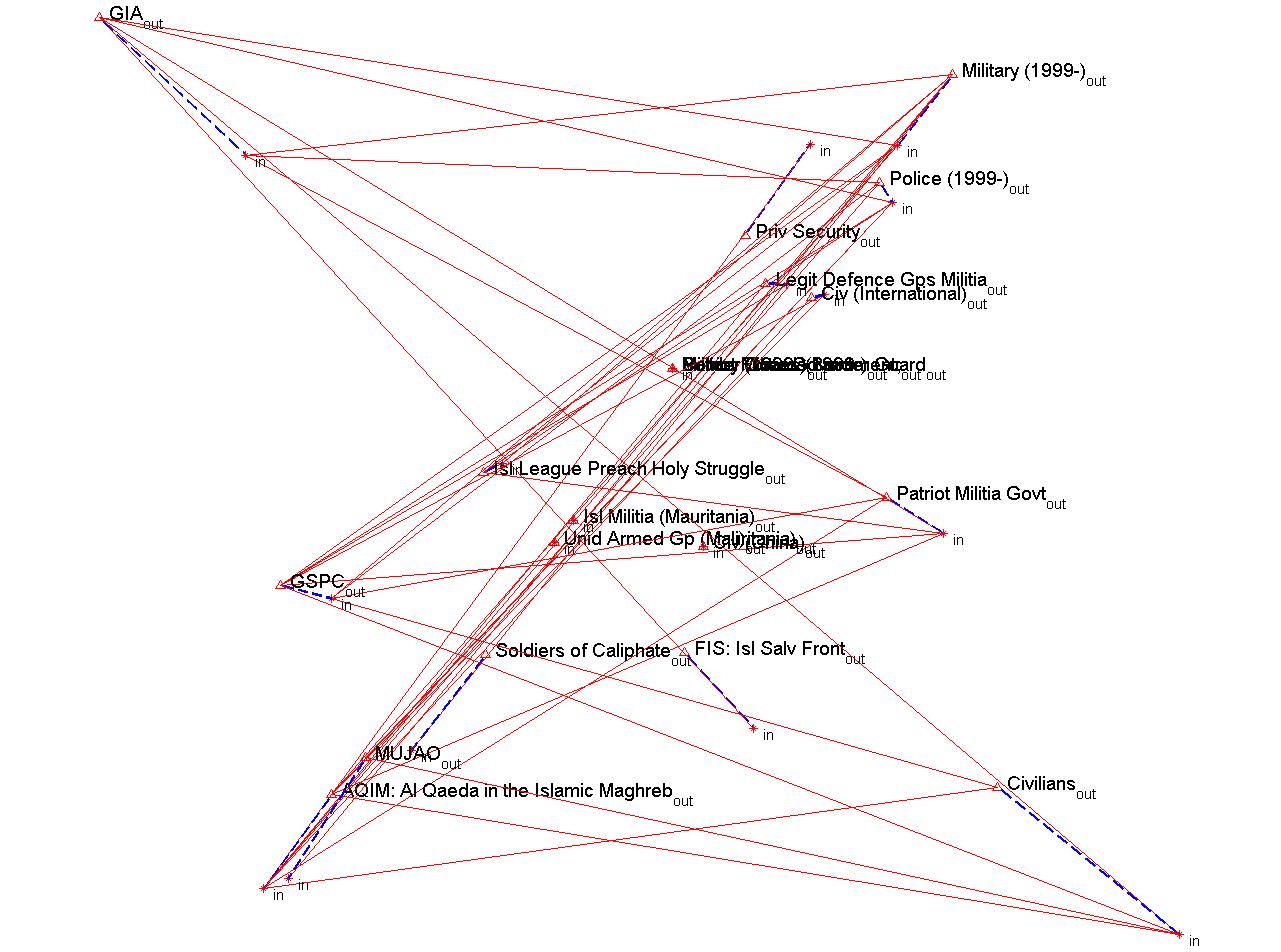 GIA out
Military (1999-) out
in
in
in
Police (1999-) out
in
Priv Security out
Legit Defence Gps Militia out
in
Civ (International) out
in
out out out out
in
Isl League Preach Holy Struggle out
in
Patriot Militia Govt out
Isl Militia (Mauritania) out
in
Unid Armed Gp out
in
in
out
out
in
GSPC out
in
Soldiers of Caliphate out
FIS: Isl Salv Front out
in
MUJAO out
in
AQIM: Al Qaeda in the Islamic Maghreb out
Civilians out
in
in
in